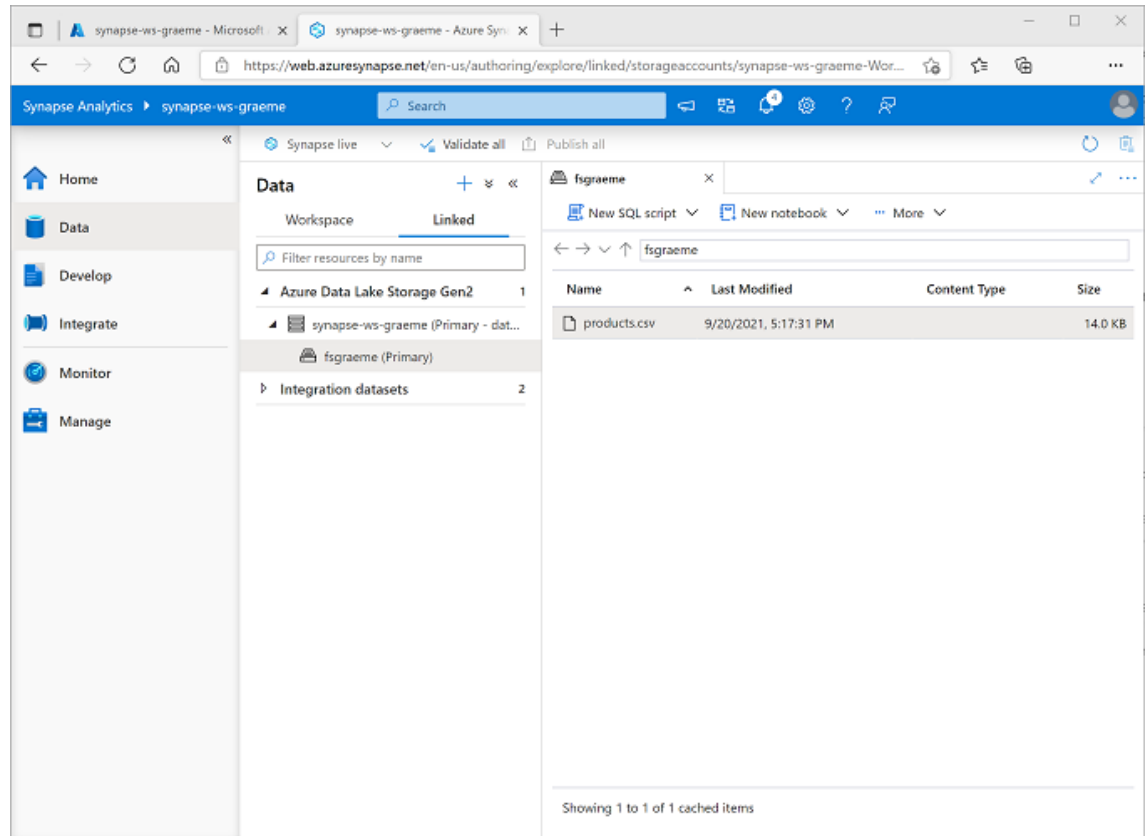 synapse-ws-graeme - Microsoft
synapse-ws-graeme - Azure Syn
https://web.azuresynapse.net/en-us/authoring/explore/linked/storageaccounts/synapse-ws-graeme-Wor...
Synapse Analytics synapse-ws-graeme
Search
4
?
Synapse live
Validate all
Publish all
Home
Data
Develop
Integrate
Monitor
Manage
Data
Workspace Linked
Filter resources by name
Azure Data Lake Storage Gen2 1
synapse-ws-graeme (Primary - dat...
fsgraeme (Primary)
Integration datasets 2
fsgraeme
New SQL script New notebook More
fsgraeme
Name Last Modified Content Type Size
products.csv 9/20/2021, 5:17:31 PM 14.0 KB
Showing 1 to 1 of 1 cached items